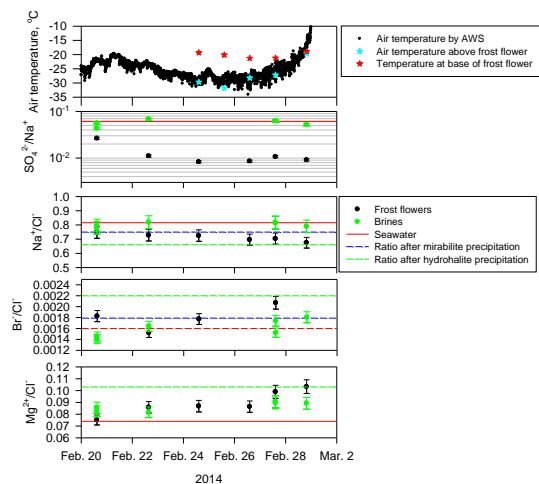 Air temperature, °C
-10
-15
-20
-25
-30
-35
Air temperature by AWS
Air temperature above frost flower
Temperature at base of frost flower
SO₄²⁻/Na⁺
10⁻¹
10⁻²
Na⁺/Cl⁻
1.0
0.9
0.8
0.7
0.6
0.5
Frost flowers
Brines
Seawater
Ratio after mirabilite precipitation
Ratio after hydrohalite precipitation
Br⁻/Cl⁻
0.0024
0.0022
0.0020
0.0018
0.0016
0.0014
0.0012
Mg²⁺/Cl⁻
0.12
0.11
0.10
0.09
0.08
0.07
0.06
Feb. 20 Feb. 22 Feb. 24 Feb. 26 Feb. 28 Mar. 2
2014